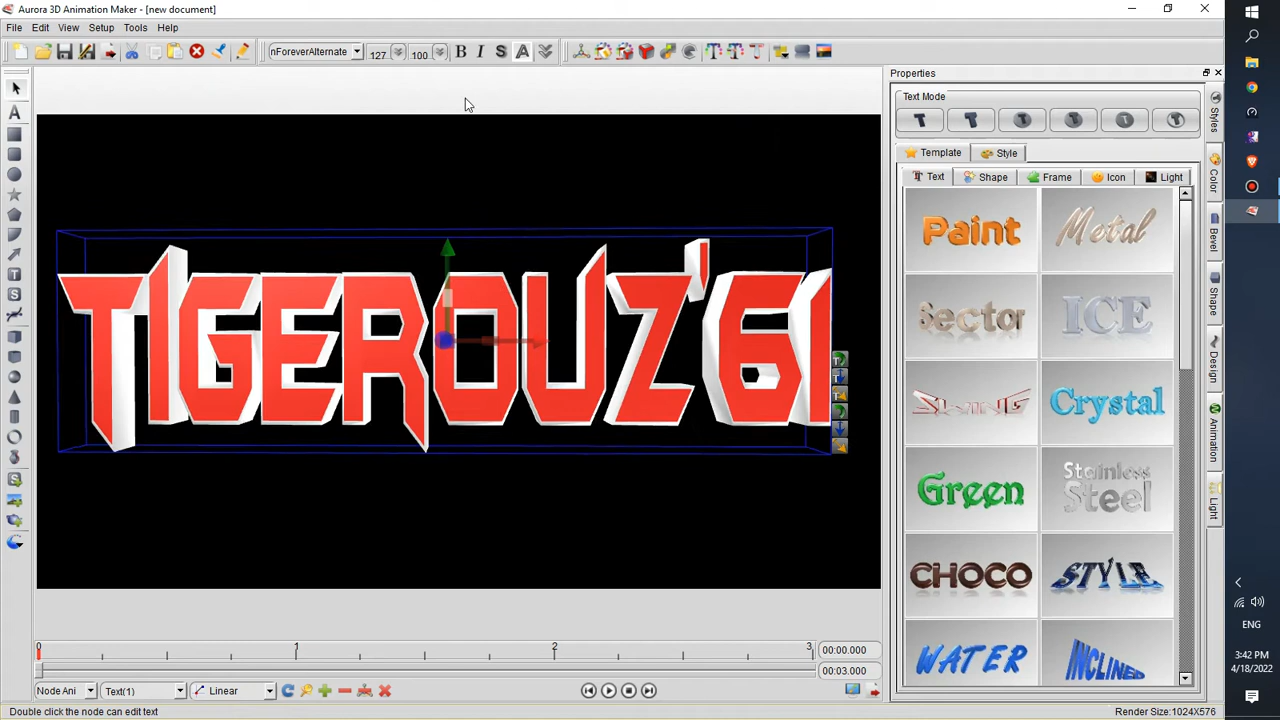 Aurora 3D Animation Maker - [new document]
File Edit View Setup Tools Help
nForeverAlternate 127 100 B I S A
Properties
Text Mode
Template Style
Text Shape Frame Icon Light
Paint Metal
Sector ICE
SWING Crystal
Green Stainless Steel
CHOCO STYLE
WATER INCLINED
Styles
Color
Bevel
Shape
Design
Animation
Light
TIGEROUZ'61
0 1 2 3
00:00.000
00:03.000
Node Ani Text(1) Linear
Double click the node can edit text
Render Size:1024X576
ENG
3:42 PM
4/18/2022